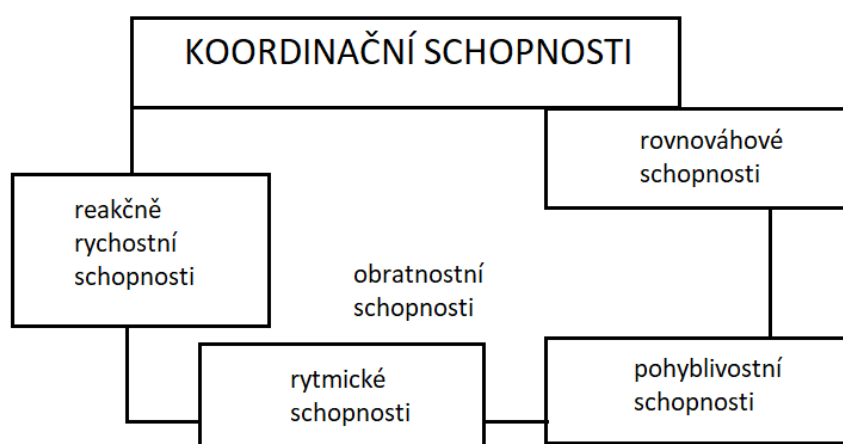 KOORDINAČNÍ SCHOPNOSTI
rovnováhové
schopnosti
reakčně
rychostní
schopnosti
obratnostní
schopnosti
rytmické
schopnosti
pohyblivostní
schopnosti